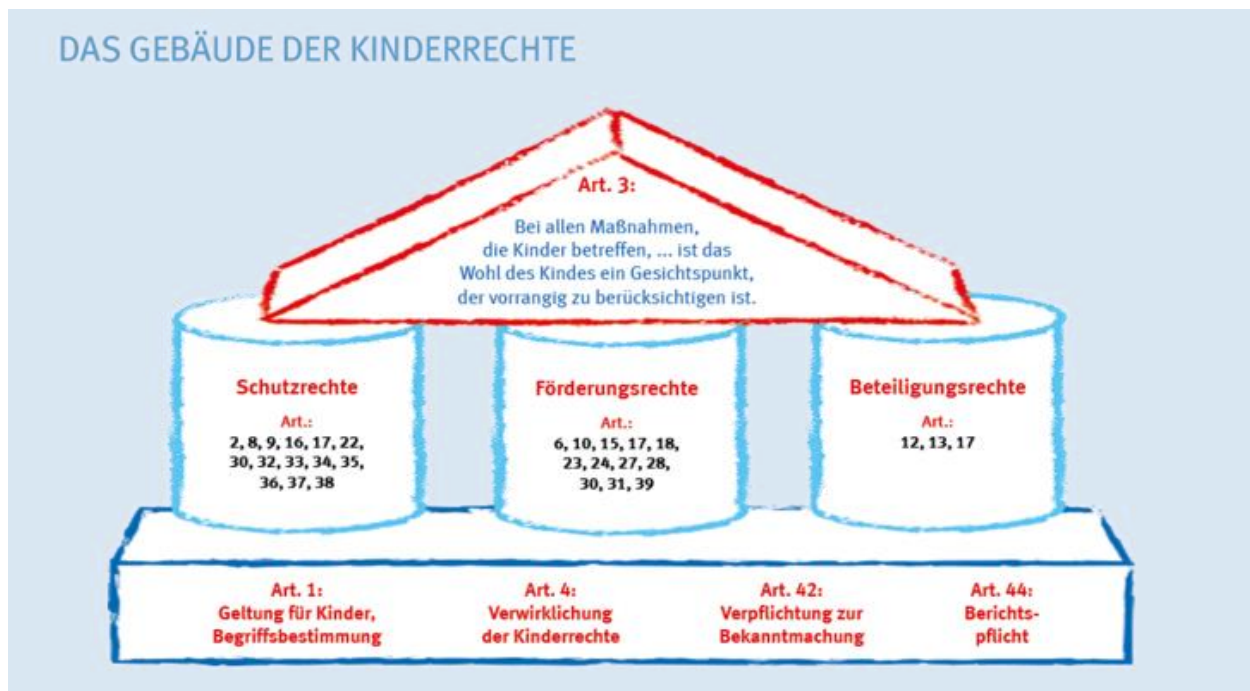 DAS GEBÄUDE DER KINDERRECHTE
Art. 3:
Bei allen Maßnahmen,
die Kinder betreffen, ... ist das
Wohl des Kindes ein Gesichtspunkt,
der vorrangig zu berücksichtigen ist.
Schutzrechte
Art.:
2, 8, 9, 16, 17, 22,
30, 32, 33, 34, 35,
36, 37, 38
Förderungsrechte
Art.:
6, 10, 15, 17, 18,
23, 24, 27, 28,
30, 31, 39
Beteiligungsrechte
Art.:
12, 13, 17
Art. 1:
Geltung für Kinder,
Begriffsbestimmung
Art. 4:
Verwirklichung
der Kinderrechte
Art. 42:
Verpflichtung zur
Bekanntmachung
Art. 44:
Berichts-
pflicht